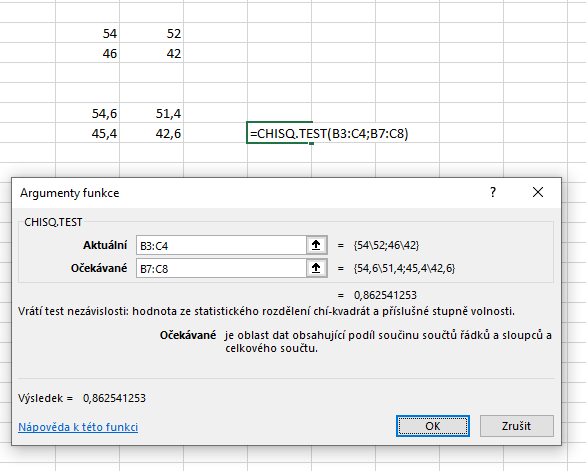 54 52
46 42
54,6 51,4
45,4 42,6 =CHISQ.TEST(B3:C4;B7:C8)
Argumenty funkce ? ×
CHISQ.TEST
Aktuální B3:C4 = {54\52;46\42}
Očekávané B7:C8 = {54,6\51,4;45,4\42,6}
= 0,862541253
Vrátí test nezávislosti: hodnota ze statistického rozdělení chí-kvadrát a příslušné stupně volnosti.
Očekávané je oblast dat obsahující podíl součinu součtů řádků a sloupců a
celkového součtu.
Výsledek = 0,862541253
Nápověda k této funkci OK Zrušit